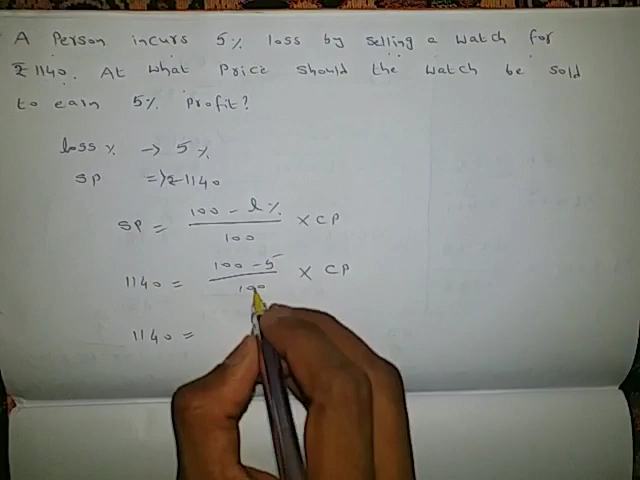 A Person incurs 5% loss by selling a watch for
₹1140. At what Price should the watch be sold
to earn 5% Profit?
loss% -> 5%
SP => ₹1140
SP = 100 - l% / 100 × CP
1140 = 100 - 5 / 100 × CP
1140 =